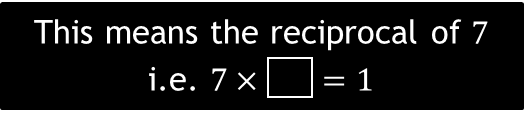 This means the reciprocal of 7
i.e. 7 × □ = 1